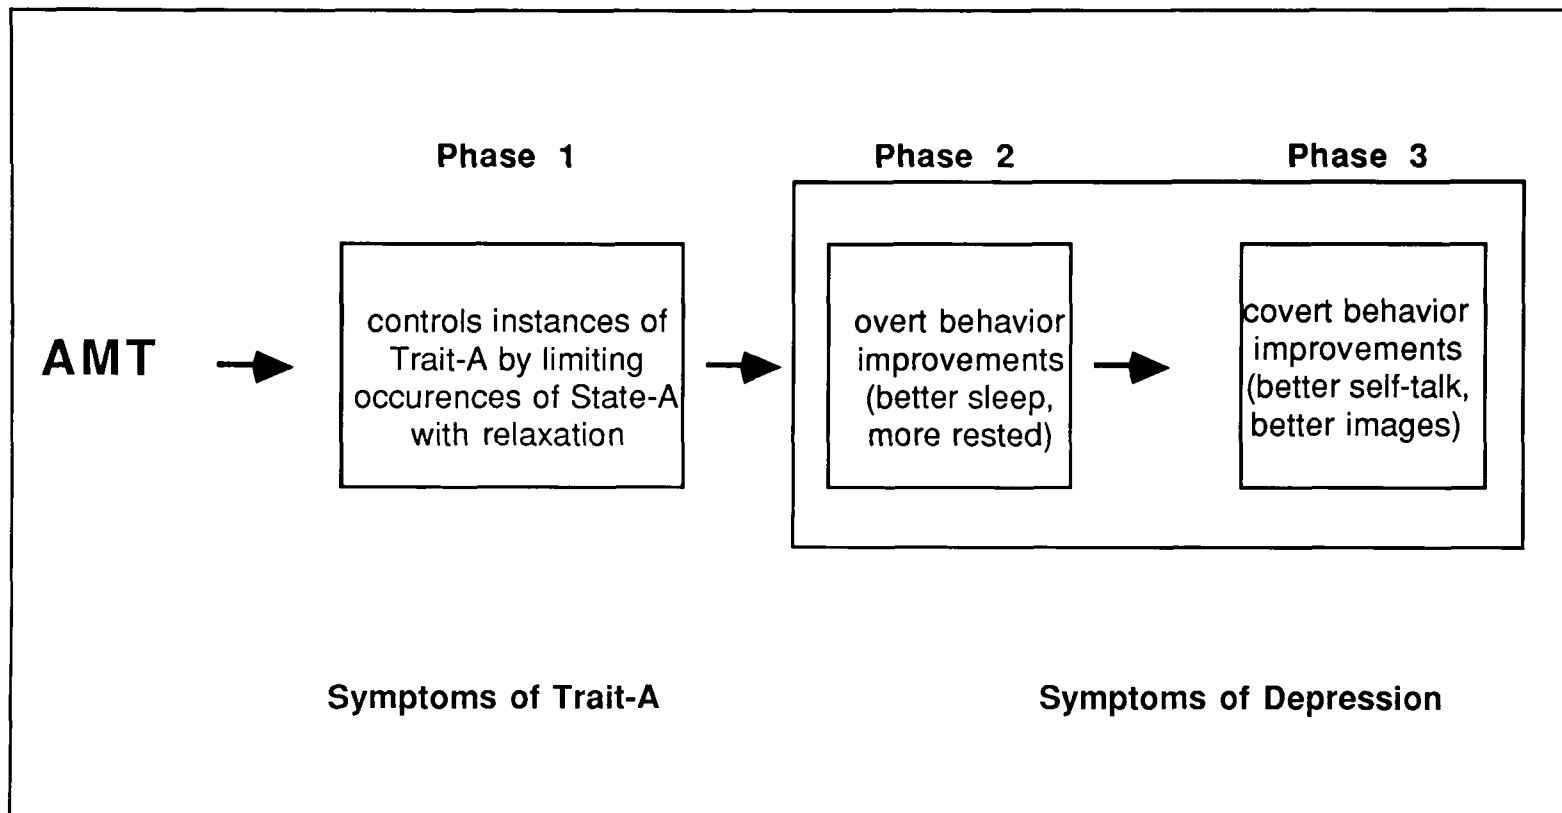 Phase 1
Phase 2
Phase 3
AMT
controls instances of
Trait-A by limiting
occurences of State-A
with relaxation
overt behavior
improvements
(better sleep,
more rested)
covert behavior
improvements
(better self-talk,
better images)
Symptoms of Trait-A
Symptoms of Depression